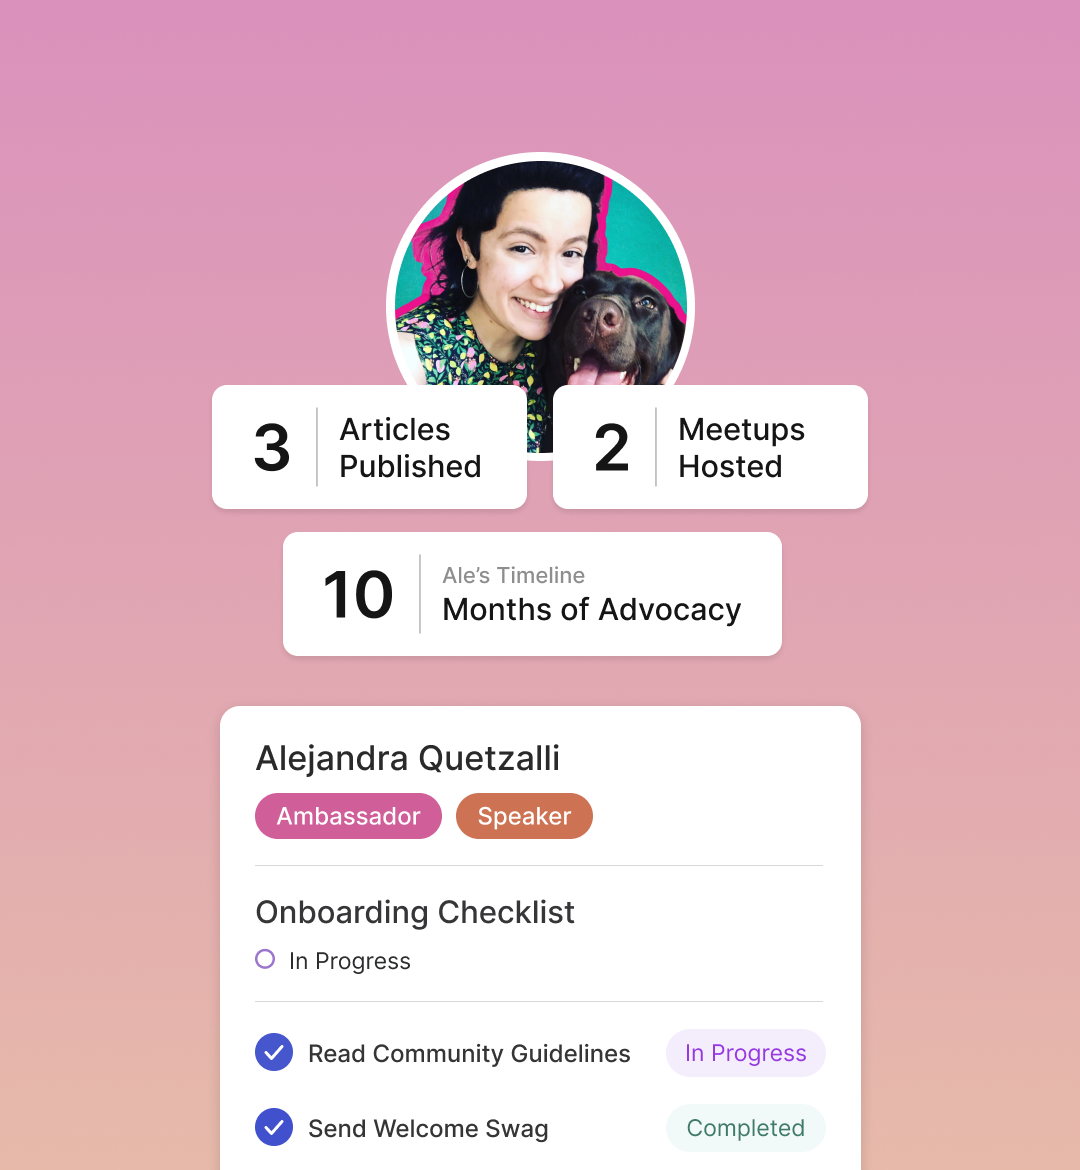 3
Articles
Published
2
Meetups
Hosted
10
Ale’s Timeline
Months of Advocacy
Alejandra Quetzalli
Ambassador Speaker
Onboarding Checklist
In Progress
Read Community Guidelines In Progress
Send Welcome Swag Completed